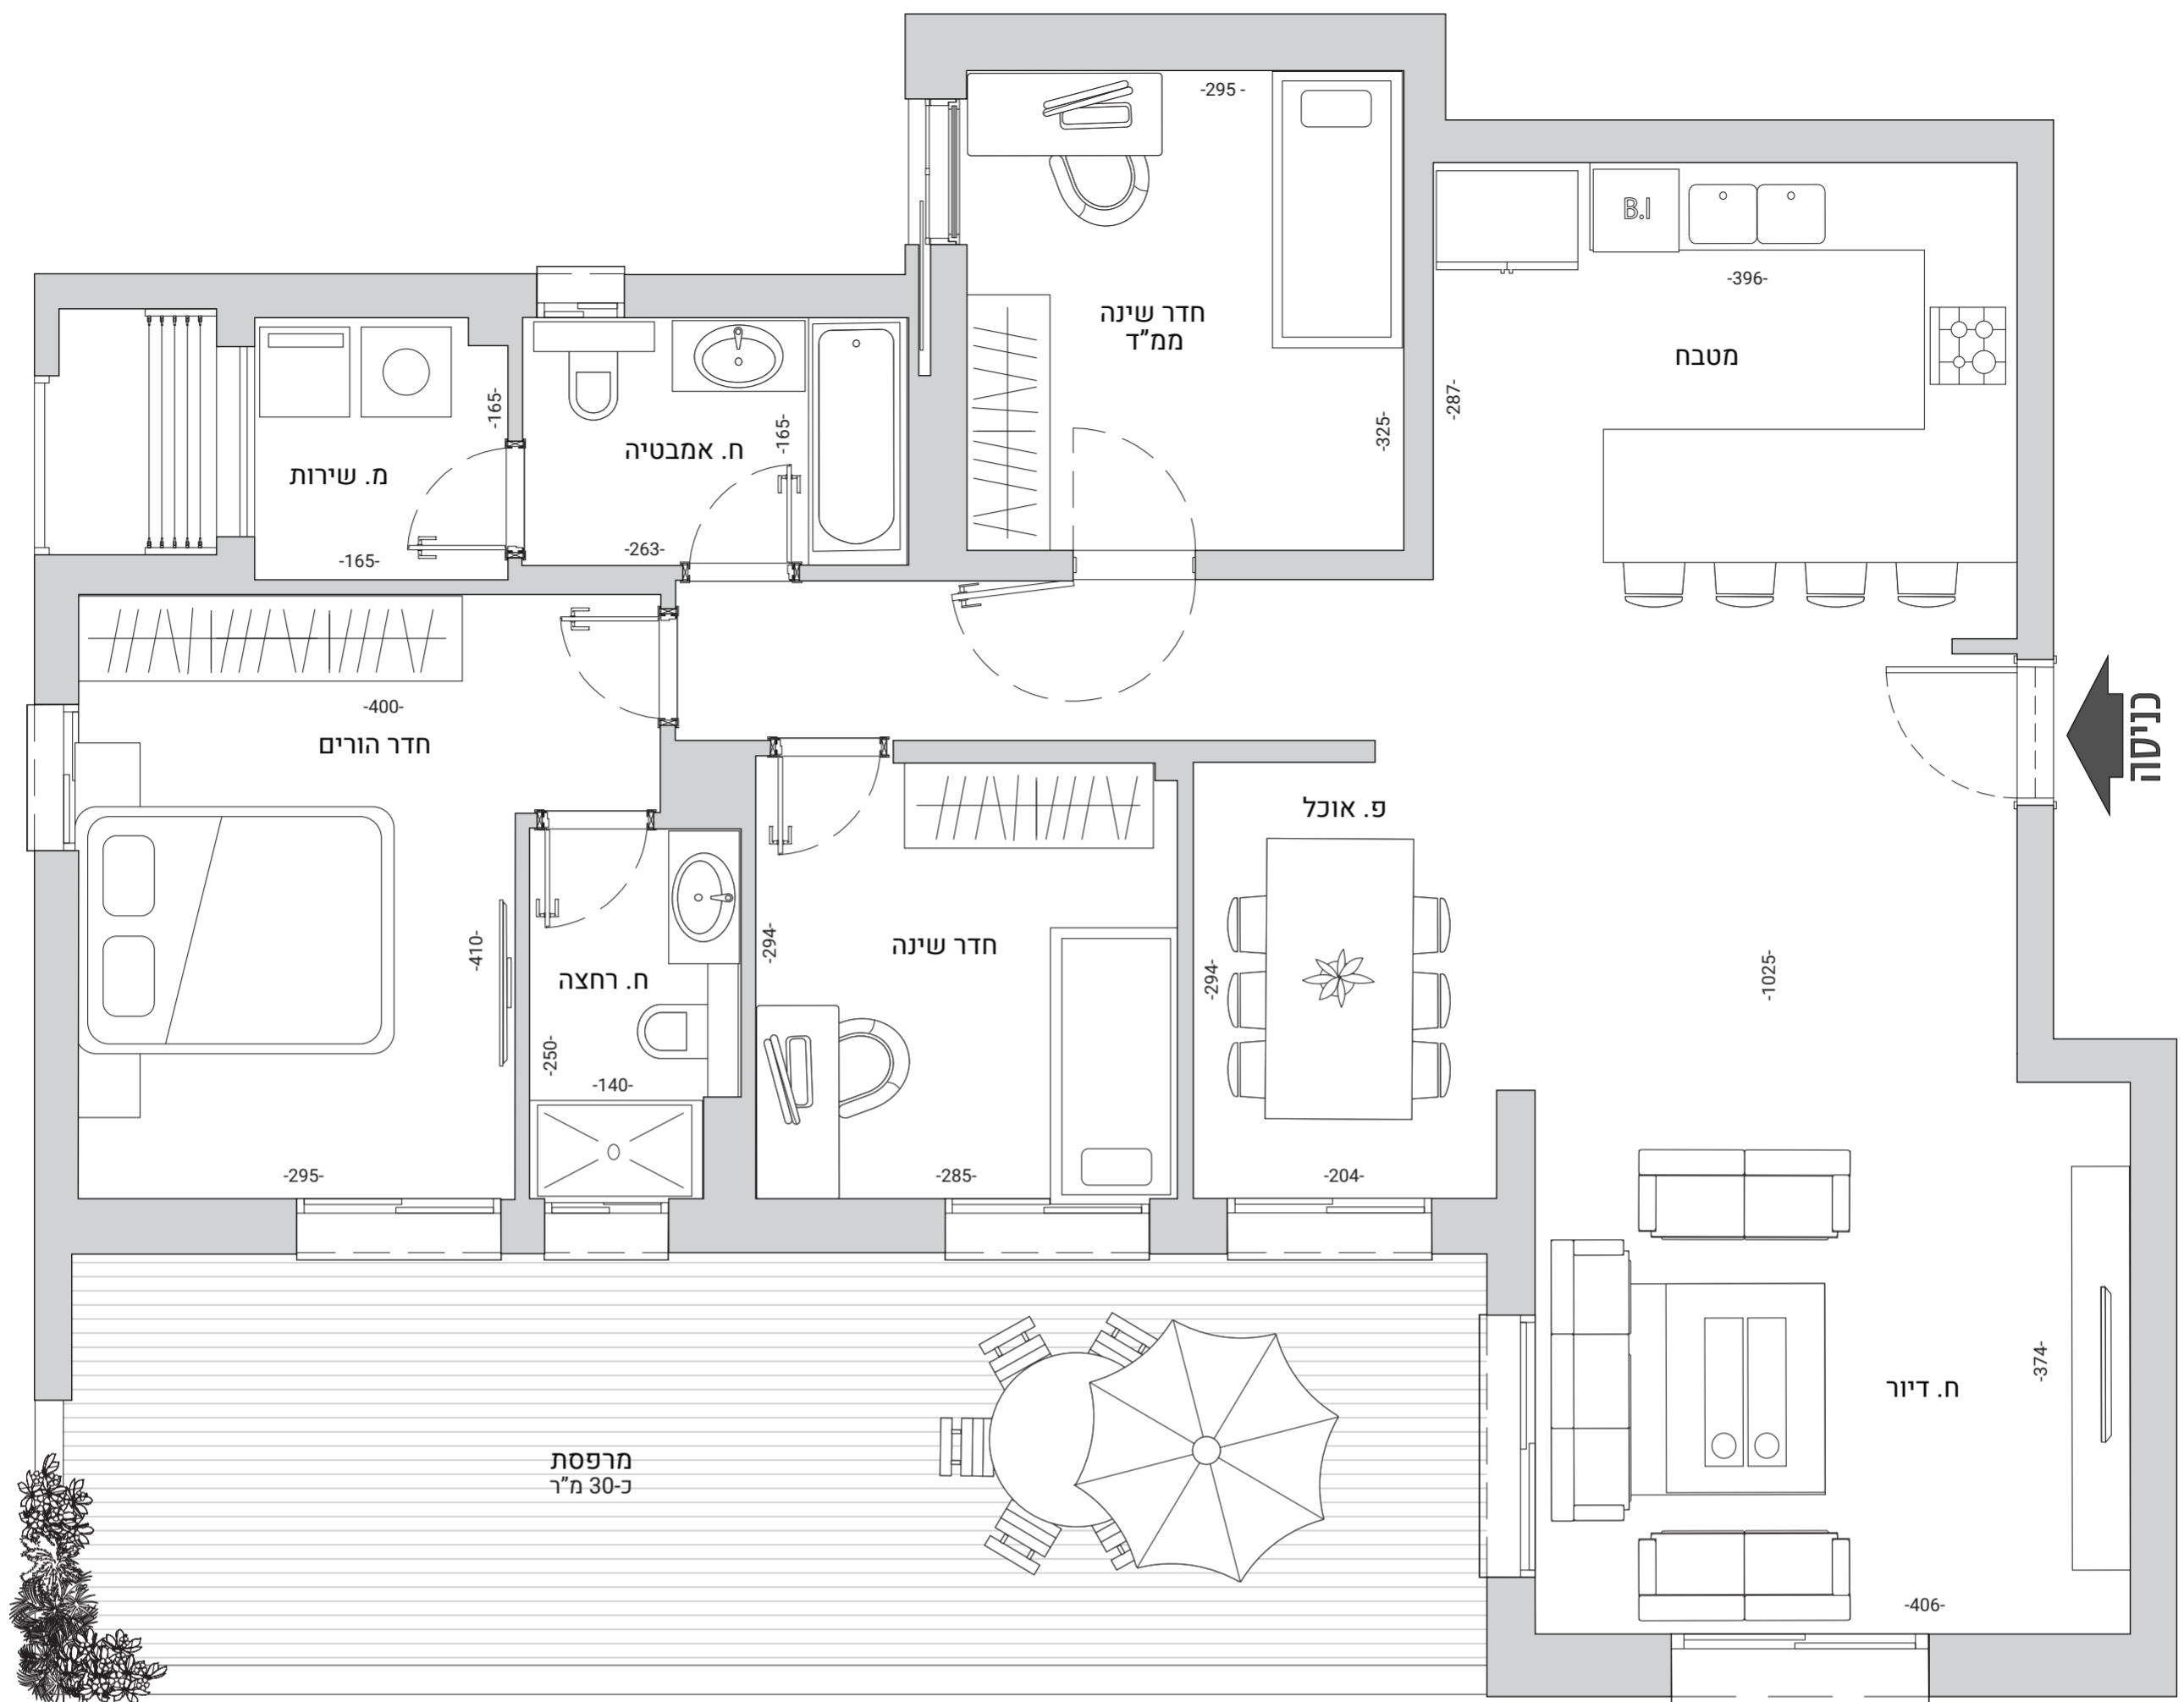 -295 -
B.I
-396-
חדר שינה
ממ"ד
מטבח
-287-
-325-
-165-
-165-
ח. אמבטיה
מ. שירות
-263-
-165-
-400-
חדר הורים
כניסה
פ. אוכל
-410-
-294-
חדר שינה
-294-
-1025-
ח. רחצה
-250-
-140-
-295-
-285-
-204-
-374-
ח. דיור
מרפסת
כ-30 מ"ר
-406-